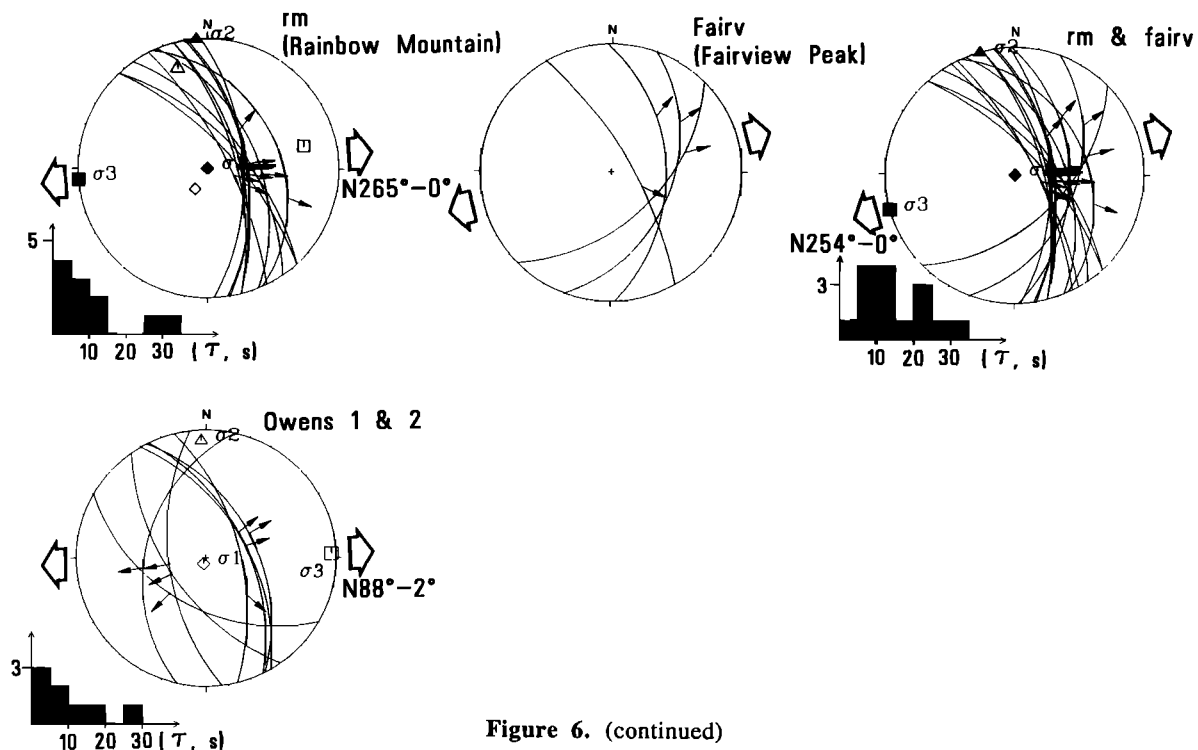 rm
(Rainbow Mountain)
N
σ2
σ3
σ
N265°-0°
5
10 20 30 (τ, s)
Fairv
(Fairview Peak)
N
rm & fairv
N
σ2
σ
σ3
N254°-0°
3
10 20 30 (τ, s)
Owens 1 & 2
N
σ2
σ1
σ3
N88°-2°
3
10 20 30 (τ, s)
Figure 6. (continued)